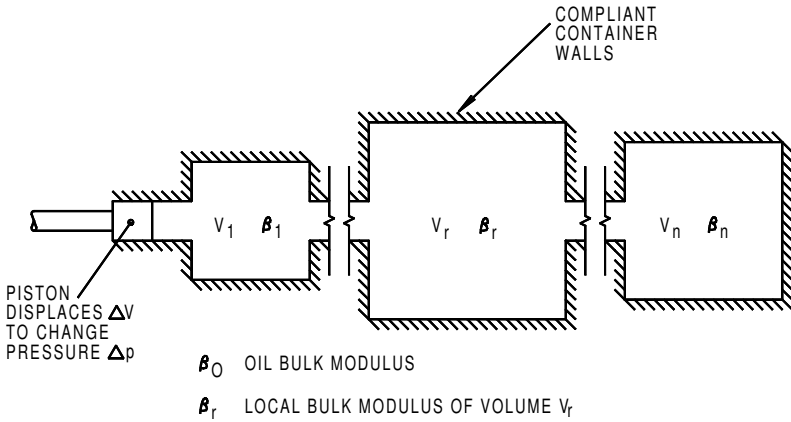 COMPLIANT
CONTAINER
WALLS
V₁ β₁
Vᵣ βᵣ
Vₙ βₙ
PISTON
DISPLACES ΔV
TO CHANGE
PRESSURE Δp
β₀ OIL BULK MODULUS
βᵣ LOCAL BULK MODULUS OF VOLUME Vᵣ